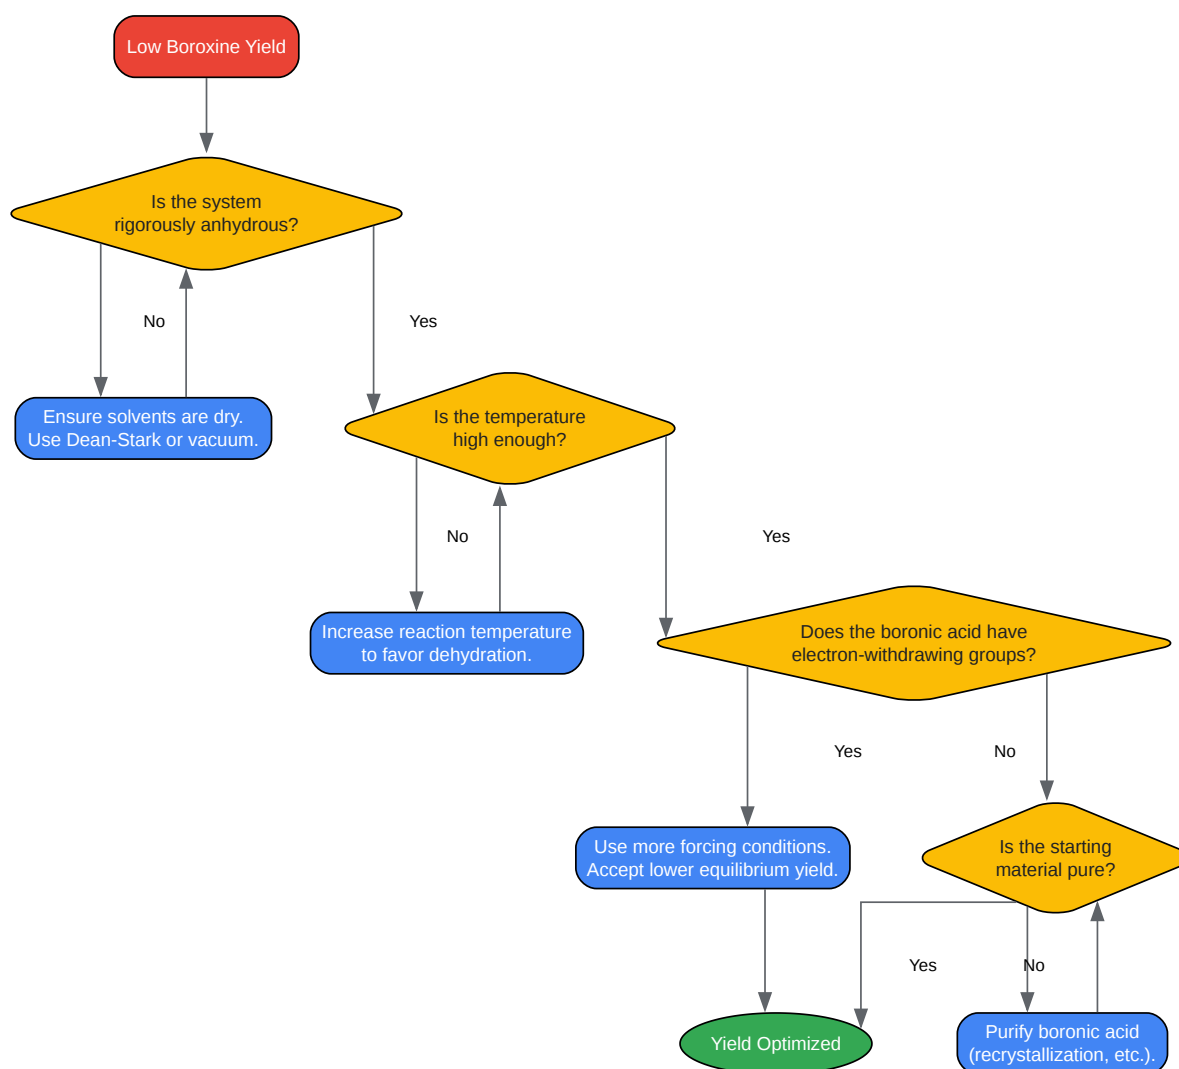 Low Boroxine Yield
Is the system
rigorously anhydrous?
No
Yes
Ensure solvents are dry.
Use Dean-Stark or vacuum.
Is the temperature
high enough?
No
Yes
Increase reaction temperature
to favor dehydration.
Does the boronic acid have
electron-withdrawing groups?
Yes
No
Use more forcing conditions.
Accept lower equilibrium yield.
Is the starting
material pure?
Yes
No
Yield Optimized
Purify boronic acid
(recrystallization, etc.).